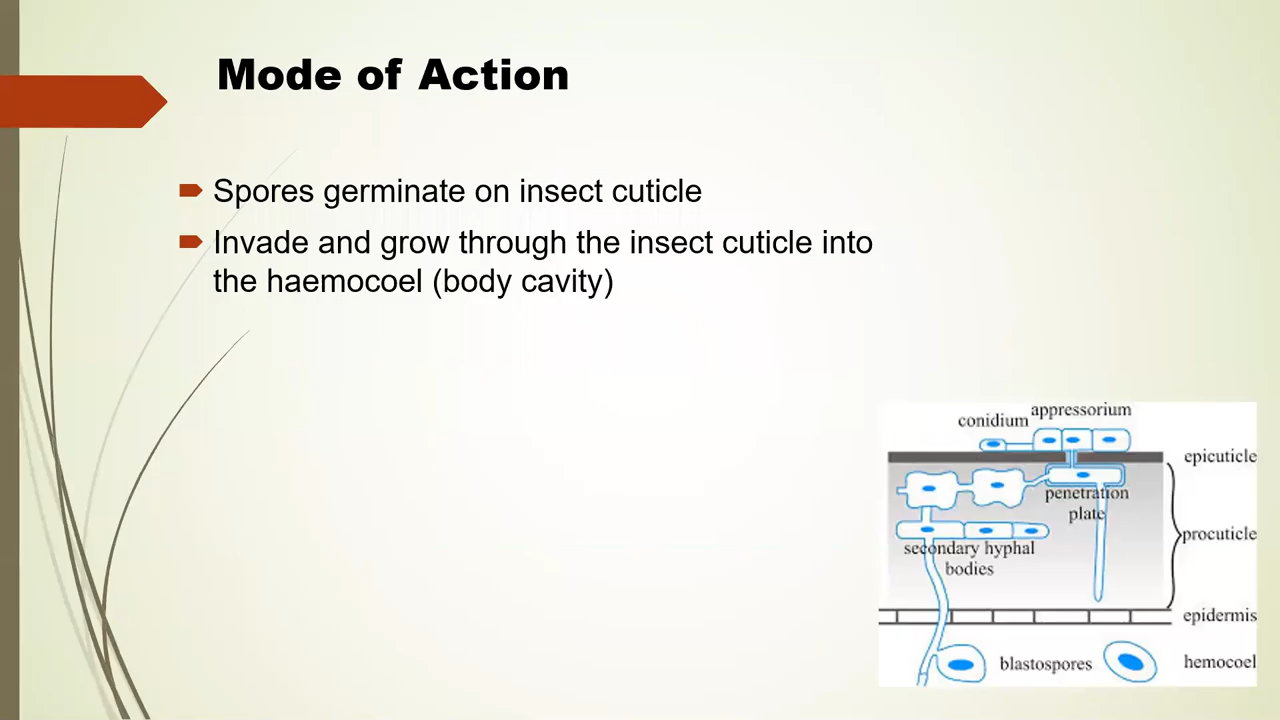 Mode of Action
Spores germinate on insect cuticle
Invade and grow through the insect cuticle into
the haemocoel (body cavity)
appressorium
conidium
epicuticle
penetration
plate
procuticle
secondary hyphal
bodies
epidermis
blastospores
hemocoel